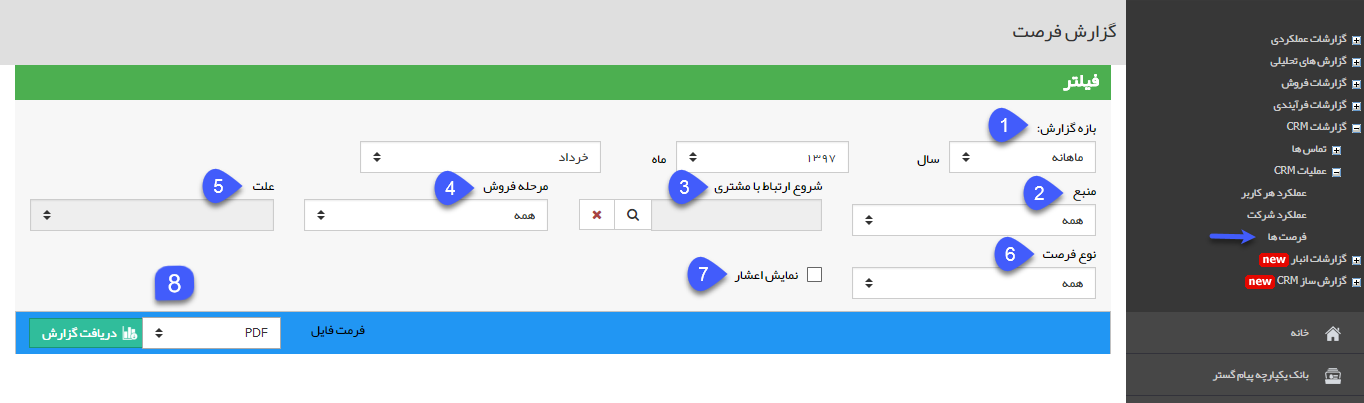 گزارش فرصت
فیلتر
1
بازه گزارش:
ماهانه
سال
۱۳۹۷
ماه
خرداد
2
منبع
همه
3
شروع ارتباط با مشتری
4
مرحله فروش
همه
5
علت
6
نوع فرصت
همه
7
نمایش اعشار
8
فرمت فایل
PDF
دریافت گزارش
گزارشات عملکردی
گزارش های تحلیلی
گزارشات فروش
گزارشات فرآیندی
گزارشات CRM
تماس ها
عملیات CRM
عملکرد هر کاربر
عملکرد شرکت
فرصت ها
گزارشات انبار new
گزارش ساز CRM new
خانه
بانک یکپارچه پیام گستر